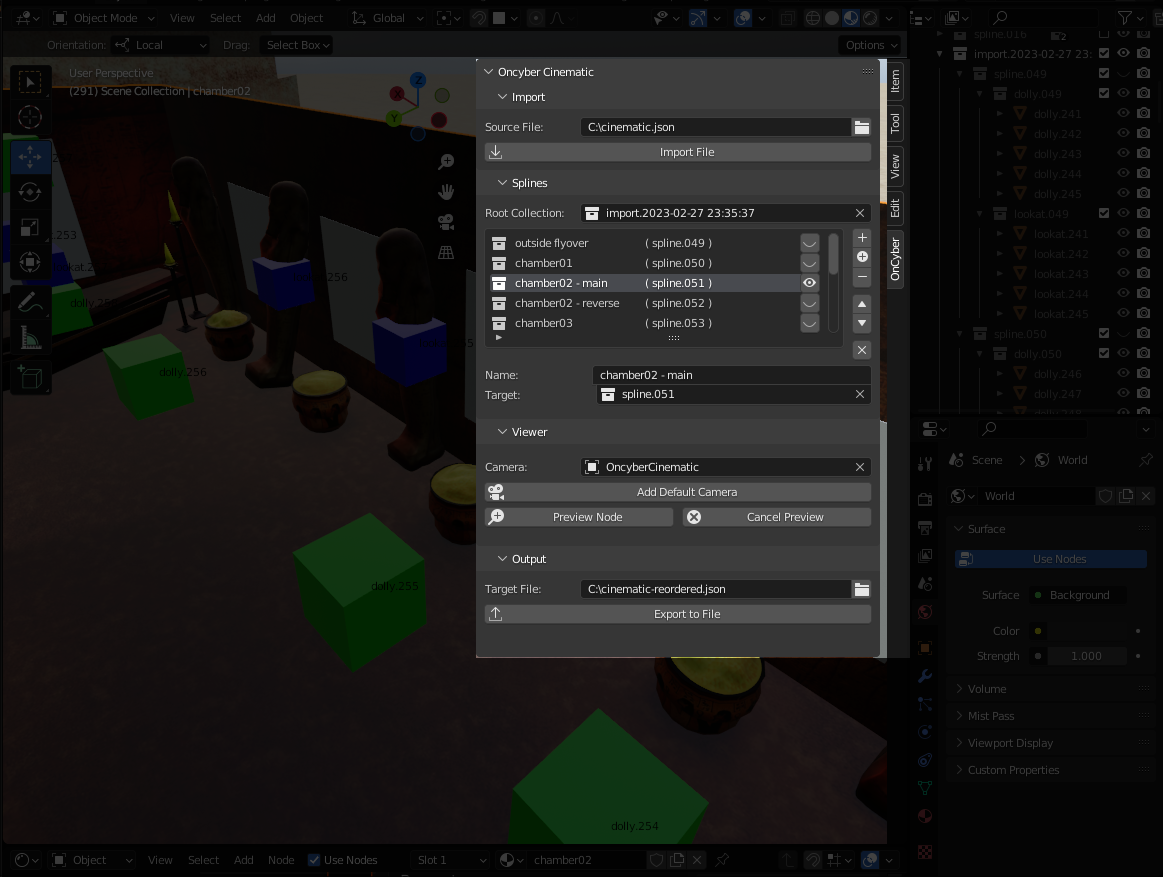 Object Mode View Select Add Object Global
Orientation: Local Drag: Select Box Options
User Perspective
(291) Scene Collection | chamber02
Z
X
Y
.253
256
dolly.256
dolly.255
dolly.254
Oncyber Cinematic
Import
Source File: C:\cinematic.json
Import File
Splines
Root Collection: import.2023-02-27 23:35:37
outside flyover ( spline.049 )
chamber01 ( spline.050 )
chamber02 - main ( spline.051 )
chamber02 - reverse ( spline.052 )
chamber03 ( spline.053 )
Name: chamber02 - main
Target: spline.051
Viewer
Camera: OncyberCinematic
Add Default Camera
Preview Node Cancel Preview
Output
Target File: C:\cinematic-reordered.json
Export to File
Item
Tool
View
Edit
OnCyber
spline.016
import.2023-02-27 23:
spline.049
dolly.049
dolly.241
dolly.242
dolly.243
dolly.244
dolly.245
lookat.049
lookat.241
lookat.242
lookat.243
lookat.244
lookat.245
spline.050
dolly.050
dolly.246
dolly.247
Scene World
World
Surface
Use Nodes
Surface Background
Color
Strength 1.000
Volume
Mist Pass
Viewport Display
Custom Properties
Object View Select Add Node Use Nodes Slot 1 chamber02